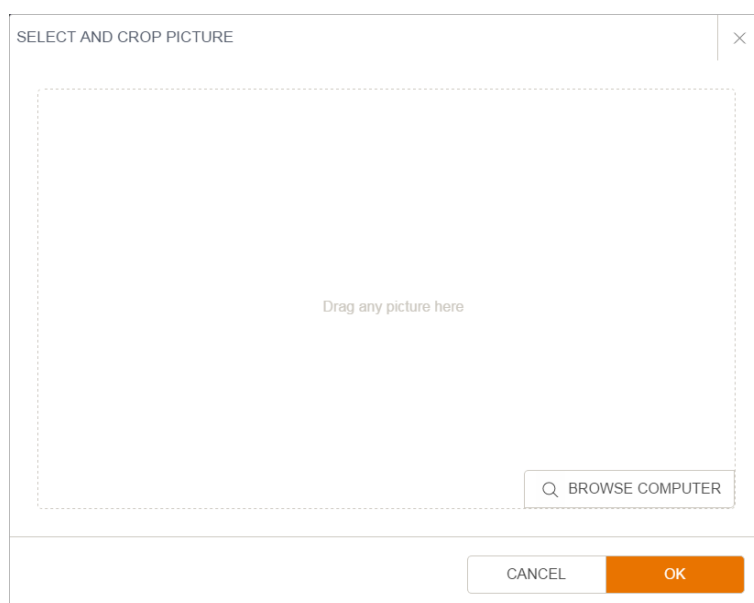 SELECT AND CROP PICTURE
Drag any picture here
BROWSE COMPUTER
CANCEL
OK